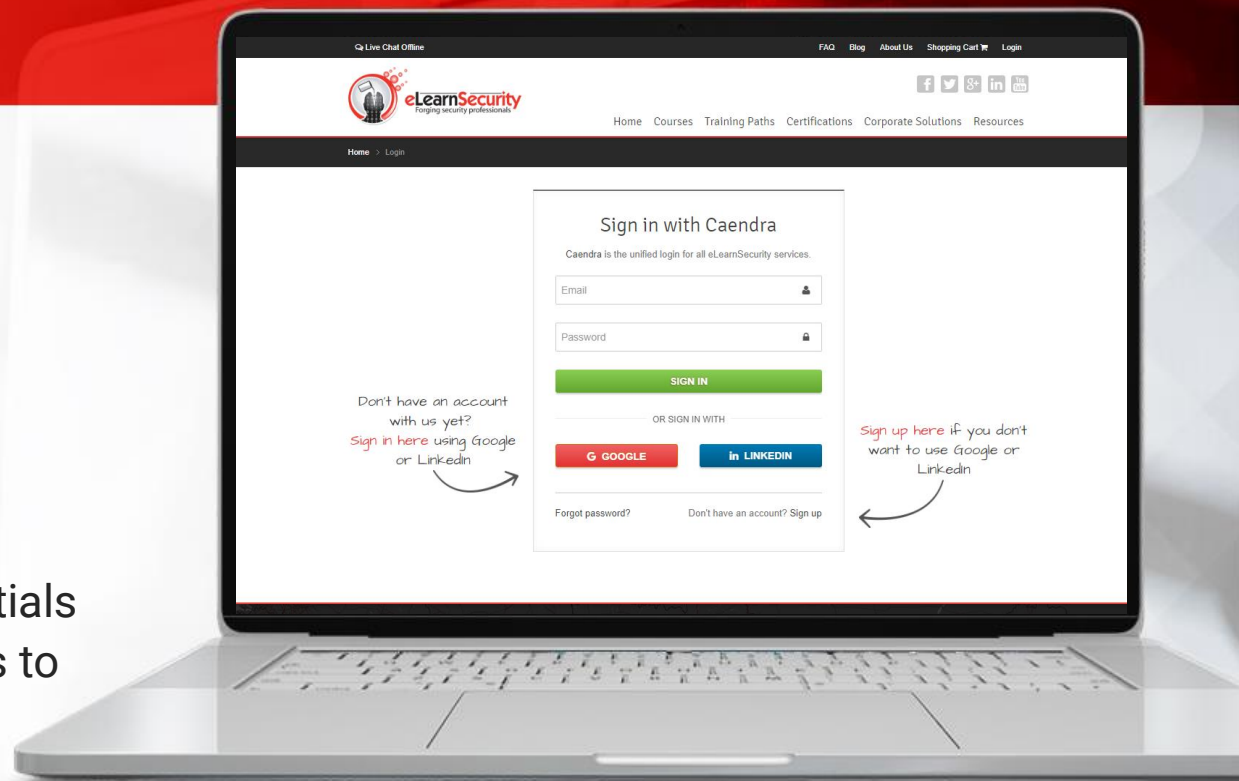 Live Chat Offline
FAQ Blog About Us Shopping Cart Login
eLearnSecurity
Forging security professionals
f g+ in You Tube
Home Courses Training Paths Certifications Corporate Solutions Resources
Home > Login
Sign in with Caendra
Caendra is the unified login for all eLearnSecurity services.
Email
Password
SIGN IN
OR SIGN IN WITH
G GOOGLE in LINKEDIN
Forgot password? Don't have an account? Sign up
Don't have an account
with us yet?
Sign in here using Google
or LinkedIn
Sign up here if you don't
want to use Google or
LinkedIn
tials
s to